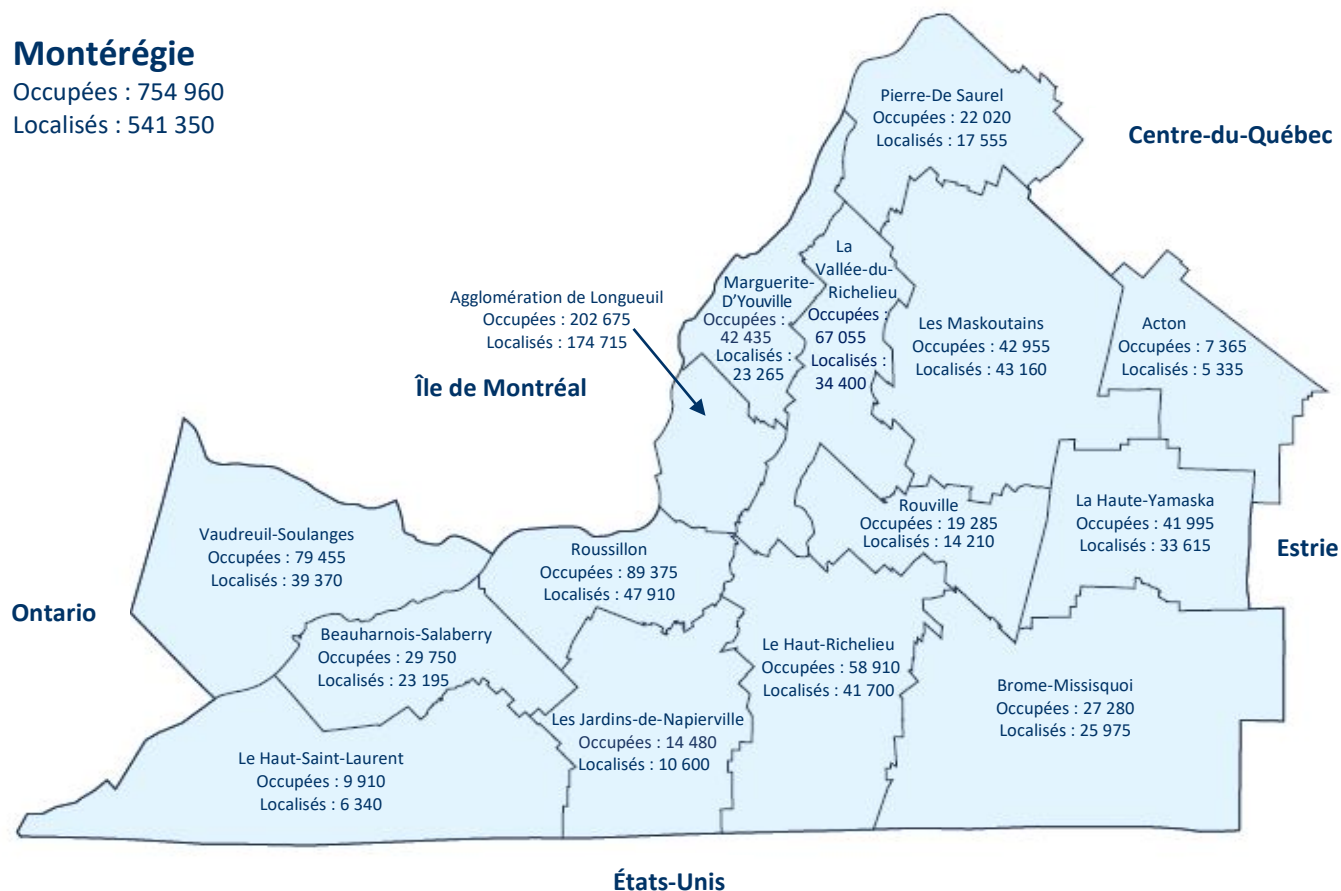 Montérégie
Occupées : 754 960
Localisés : 541 350
Pierre-De Saurel
Occupées : 22 020
Localisés : 17 555
Centre-du-Québec
La
Vallée-du-
Richelieu
Occupées :
67 055
Localisés :
34 400
Marguerite-
D'Youville
Occupées :
42 435
Localisés :
23 265
Agglomération de Longueuil
Occupées : 202 675
Localisés : 174 715
Les Maskoutains
Occupées : 42 955
Localisés : 43 160
Acton
Occupées : 7 365
Localisés : 5 335
Île de Montréal
Rouville
Occupées : 19 285
Localisés : 14 210
La Haute-Yamaska
Occupées : 41 995
Localisés : 33 615
Estrie
Vaudreuil-Soulanges
Occupées : 79 455
Localisés : 39 370
Roussillon
Occupées : 89 375
Localisés : 47 910
Ontario
Beauharnois-Salaberry
Occupées : 29 750
Localisés : 23 195
Le Haut-Richelieu
Occupées : 58 910
Localisés : 41 700
Brome-Missisquoi
Occupées : 27 280
Localisés : 25 975
Les Jardins-de-Napierville
Occupées : 14 480
Localisés : 10 600
Le Haut-Saint-Laurent
Occupées : 9 910
Localisés : 6 340
États-Unis